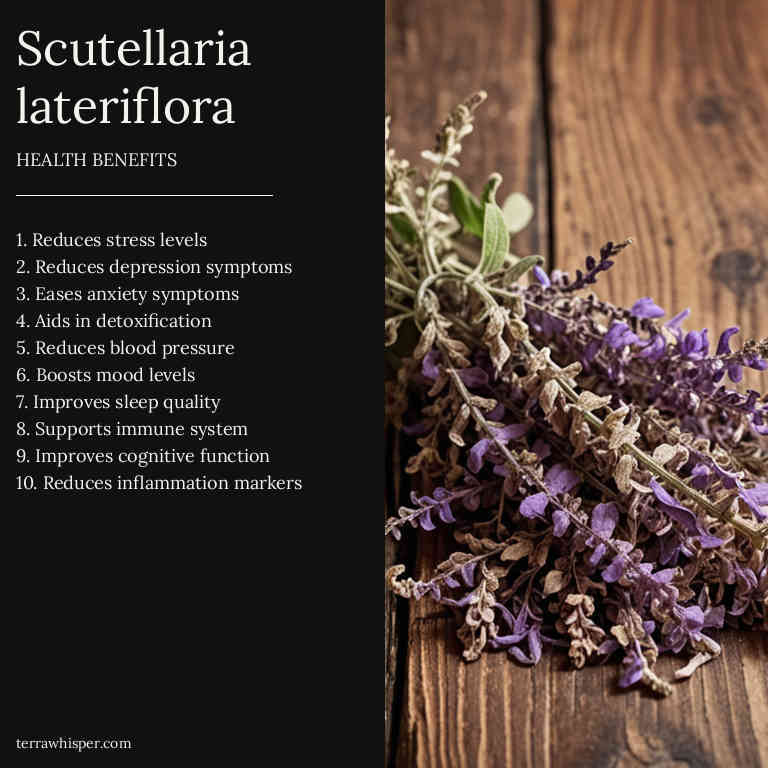 Scutellaria
lateriflora
HEALTH BENEFITS
1. Reduces stress levels
2. Reduces depression symptoms
3. Eases anxiety symptoms
4. Aids in detoxification
5. Reduces blood pressure
6. Boosts mood levels
7. Improves sleep quality
8. Supports immune system
9. Improves cognitive function
10. Reduces inflammation markers
terrawhisper.com